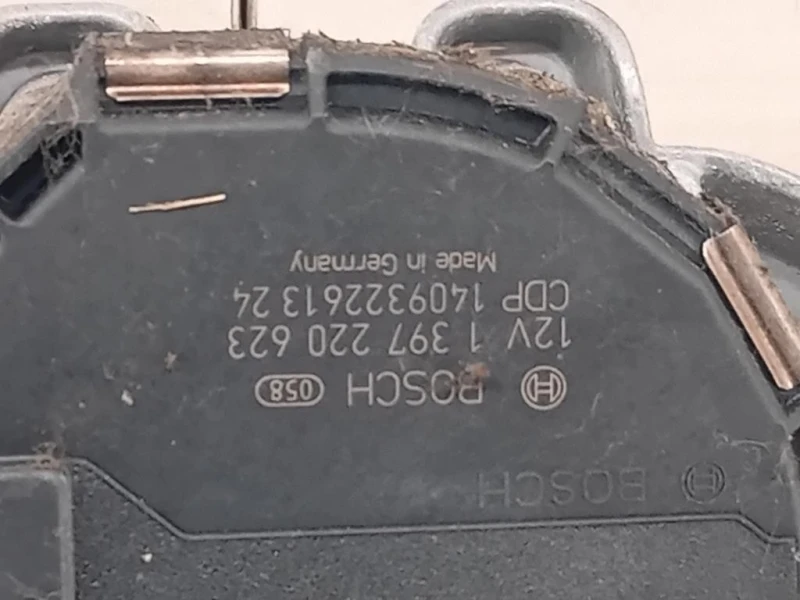 BOSCH
BOSCH 058
12V 1 397 220 623
CDP 1409322613 24
Made in Germany